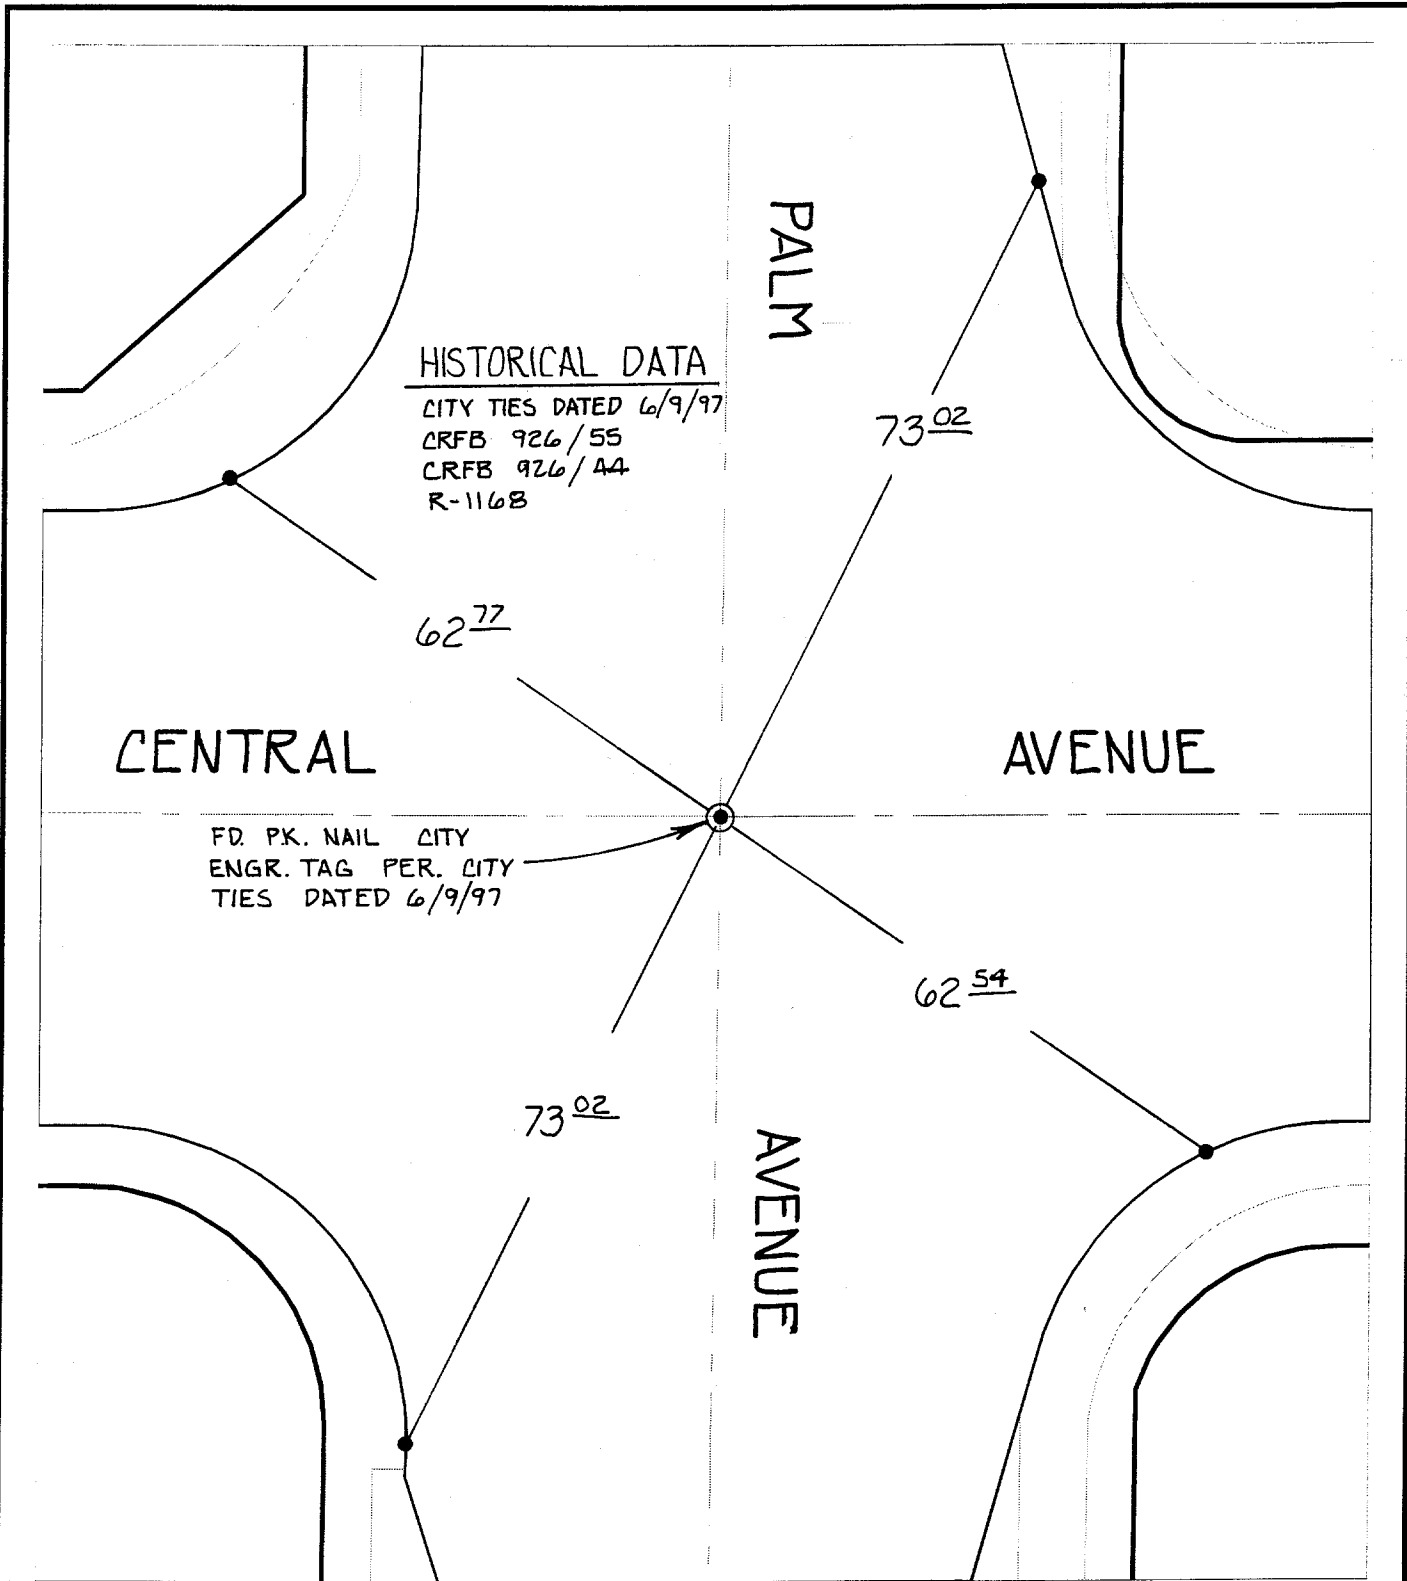 PALM
HISTORICAL DATA
CITY TIES DATED 6/9/97
CRFB 926/55
CRFB 926/44
R-1168
73 02
62 77
CENTRAL AVENUE
FD. P.K. NAIL CITY
ENGR. TAG PER. CITY
TIES DATED 6/9/97
62 54
73 02
AVENUE